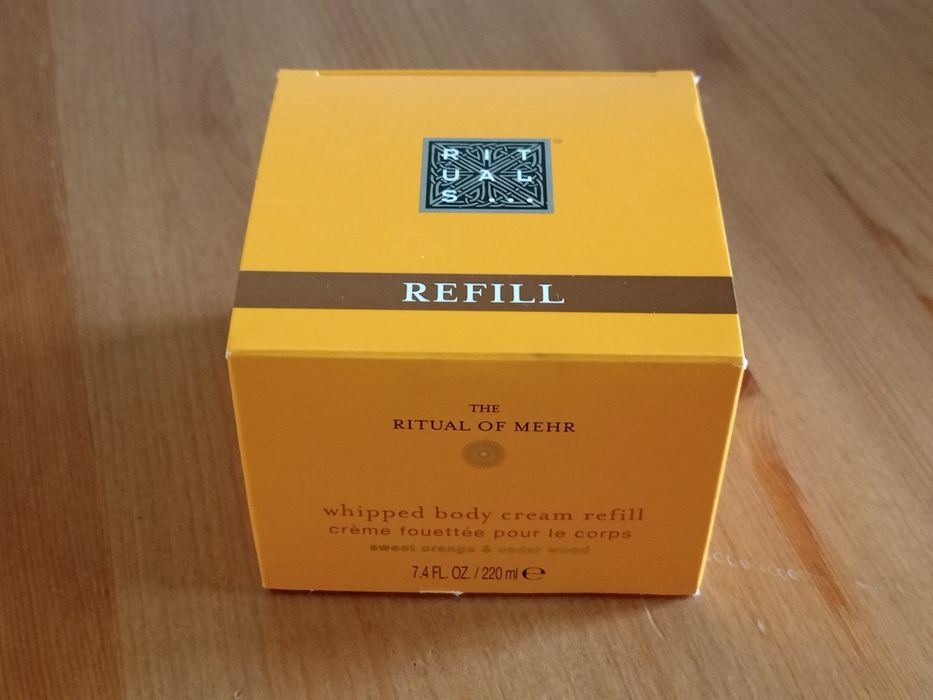 RIT
UAL
S...
REFILL
THE
RITUAL OF MEHR
whipped body cream refill
crème fouettée pour le corps
sweet orange & cedar wood
7.4 FL. OZ. / 220 ml ℮